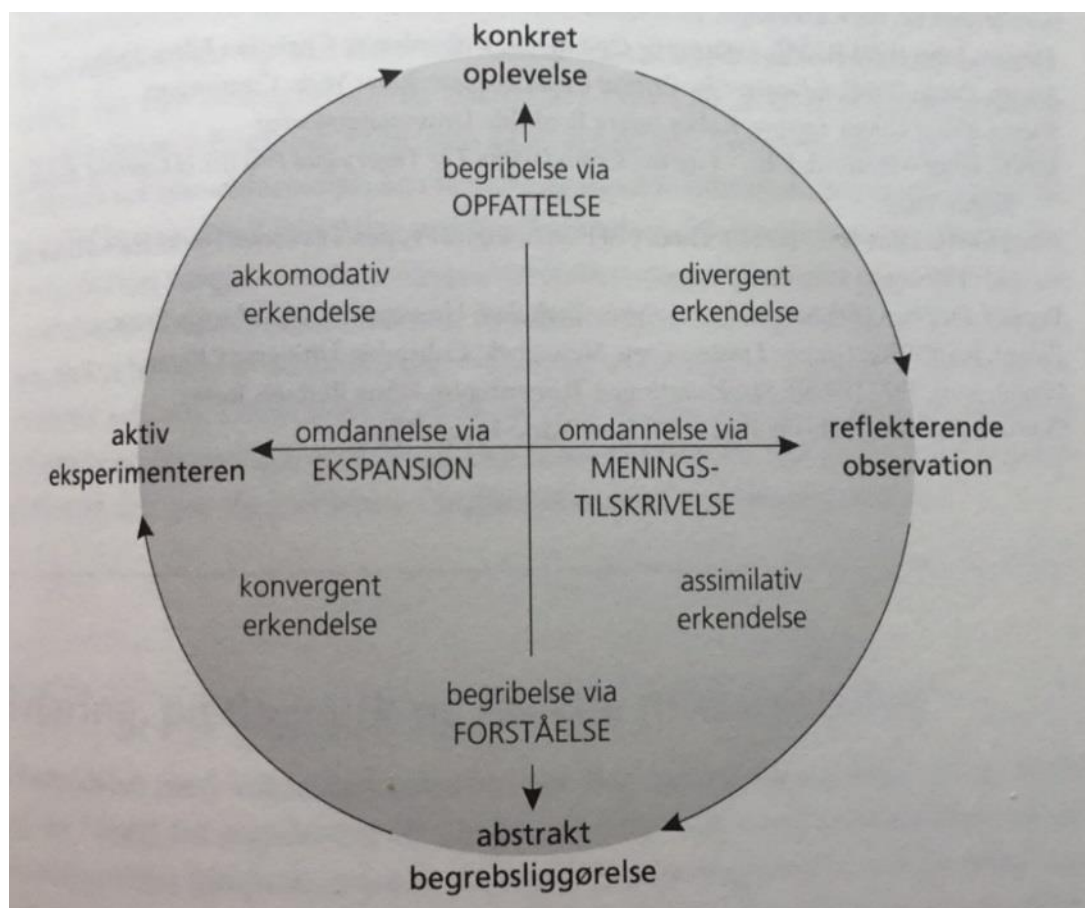 konkret
oplevelse
begribelse via
OPFATTELSE
akkomodativ
erkendelse
divergent
erkendelse
aktiv
eksperimenteren
omdannelse via
EKSPANSION
omdannelse via
MENINGS-
TILSKRIVELSE
reflekterende
observation
konvergent
erkendelse
assimilativ
erkendelse
begribelse via
FORSTÅELSE
abstrakt
begrebsliggørelse